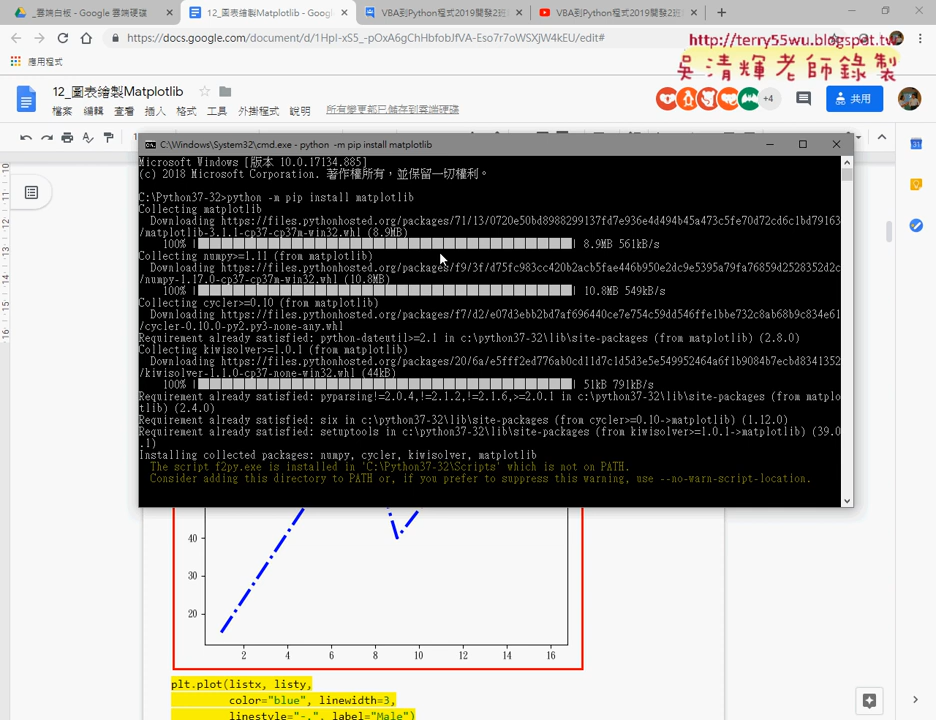 _雲端白板 - Google 雲端硬碟
12_圖表繪製Matplotlib - Google
VBA到Python程式2019開發2班
VBA到Python程式2019開發2班
https://docs.google.com/document/d/1Hpl-xS5_-pOxA6gChHbfobJfVA-Eso7r7oWSXjW4kEU/edit#
http://terry55wu.blogspot.tw
應用程式
吳清輝老師錄製
12_圖表繪製Matplotlib
檔案 編輯 查看 插入 格式 工具 外掛程式 說明 所有變更都已儲存到雲端硬碟
+4
共用
C:\Windows\System32\cmd.exe - python -m pip install matplotlib
Microsoft Windows [版本 10.0.17134.885]
(c) 2018 Microsoft Corporation. 著作權所有，並保留一切權利。
C:\Python37-32>python -m pip install matplotlib
Collecting matplotlib
Downloading https://files.pythonhosted.org/packages/71/13/0720e50bd8988299137fd7e936e4d494b45a473c5fe70d72cd6c1bd79163
/matplotlib-3.1.1-cp37-cp37m-win32.whl (8.9MB)
100% | | 8.9MB 561kB/s
Collecting numpy>=1.11 (from matplotlib)
Downloading https://files.pythonhosted.org/packages/f9/3f/d75fc983cc420b2acb5fae446b950e2dc9e5395a79fa76859d2528352d2c
/numpy-1.17.0-cp37-cp37m-win32.whl (10.8MB)
100% | | 10.8MB 549kB/s
Collecting cycler>=0.10 (from matplotlib)
Downloading https://files.pythonhosted.org/packages/f7/d2/e07d3ebb2bd7af696440ce7e754c59dd546ffe1bbe732c8ab68b9c834e61
/cycler-0.10.0-py2.py3-none-any.whl
Requirement already satisfied: python-dateutil>=2.1 in c:\python37-32\lib\site-packages (from matplotlib) (2.8.0)
Collecting kiwisolver>=1.0.1 (from matplotlib)
Downloading https://files.pythonhosted.org/packages/20/6a/e5fff2ed776ab0cd11d7c1d5d3e5e549952464a6f1b9084b7ecbd8341352
/kiwisolver-1.1.0-cp37-none-win32.whl (44kB)
100% | | 51kB 791kB/s
Requirement already satisfied: pyparsing!=2.0.4,!=2.1.2,!=2.1.6,>=2.0.1 in c:\python37-32\lib\site-packages (from matplo
tlib) (2.4.0)
Requirement already satisfied: six in c:\python37-32\lib\site-packages (from cycler>=0.10->matplotlib) (1.12.0)
Requirement already satisfied: setuptools in c:\python37-32\lib\site-packages (from kiwisolver>=1.0.1->matplotlib) (39.0
.1)
Installing collected packages: numpy, cycler, kiwisolver, matplotlib
The script f2py.exe is installed in 'C:\Python37-32\Scripts' which is not on PATH.
Consider adding this directory to PATH or, if you prefer to suppress this warning, use --no-warn-script-location.
40
30
20
2 4 6 8 10 12 14 16
plt.plot(listx, listy,
color="blue", linewidth=3,
linestyle="-.", label="Male")